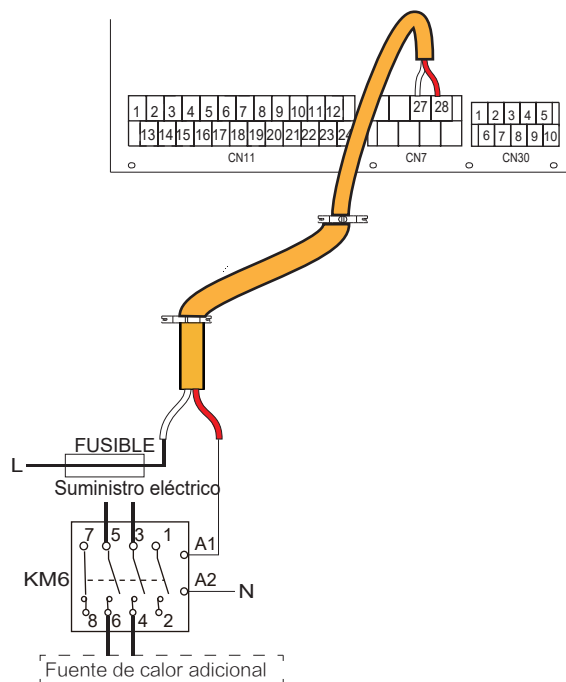 27 28
1 2 3 4 5 6 7 8 9 10 11 12
1 2 3 4 5
13 14 15 16 17 18 19 20 21 22 23 24
6 7 8 9 10
CN11 CN7 CN30
FUSIBLE
L
Suministro eléctrico
7 5 3 1
A1
KM6
A2
N
8 6 4 2
Fuente de calor adicional